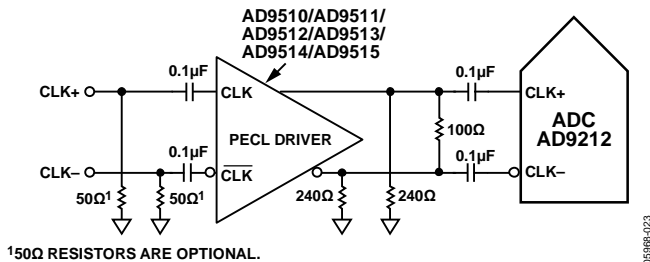 AD9510/AD9511/
AD9512/AD9513/
AD9514/AD9515
0.1µF
0.1µF
CLK+
CLK
CLK+
PECL DRIVER
100Ω
ADC
AD9212
0.1µF
0.1µF
CLK–
CLK
CLK–
50Ω1
50Ω1
240Ω
240Ω
150Ω RESISTORS ARE OPTIONAL.
05968-023